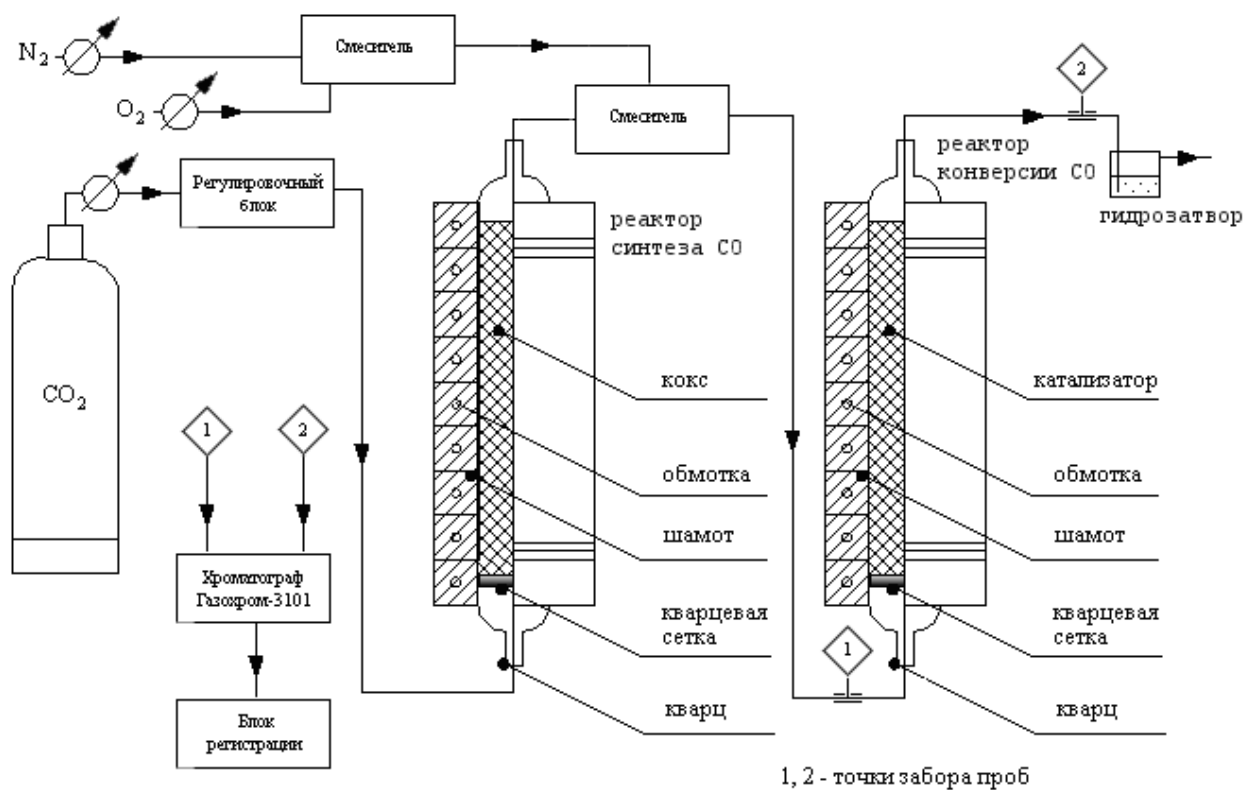 N2
Смеситель
O2
Смеситель
2
Регулировочный
блок
реактор
конверсии СО
гидрозатвор
реактор
синтеза СО
CO2
кокс
катализатор
1
2
обмотка
обмотка
шамот
шамот
Хроматограф
Газохром-3101
кварцевая
сетка
кварцевая
сетка
1
кварц
кварц
Блок
регистрации
1, 2 - точки забора проб